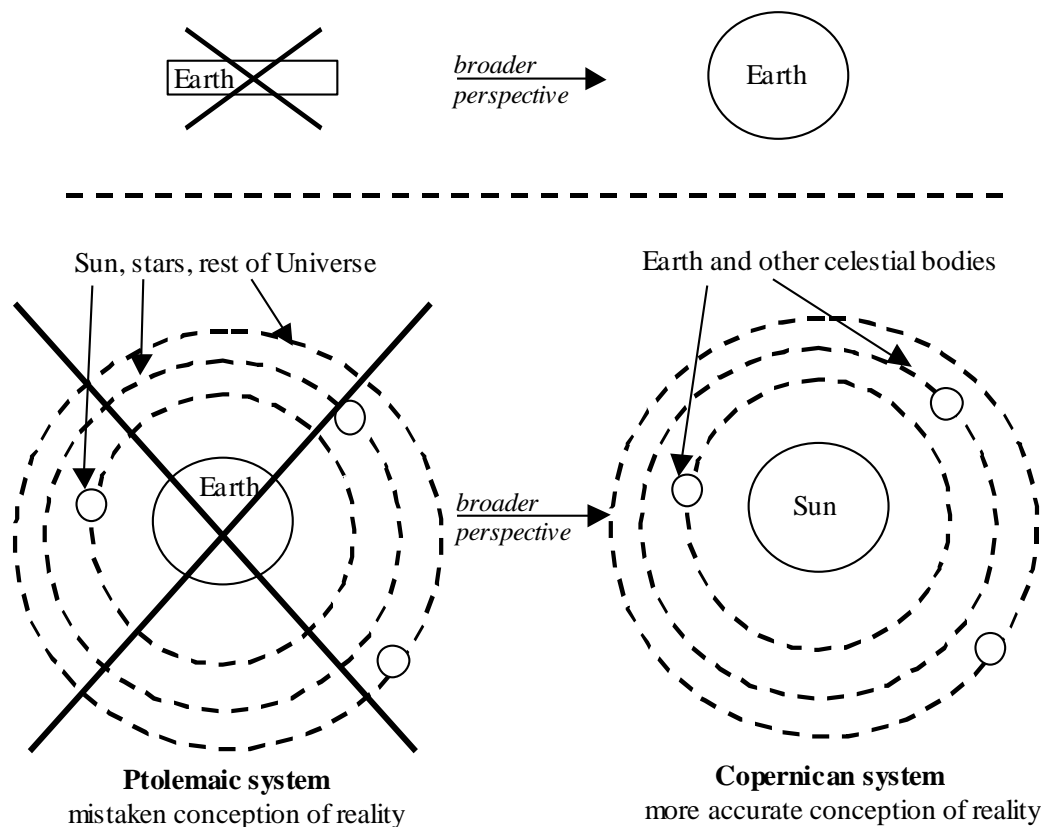 Earth
broader
perspective
Earth
Sun, stars, rest of Universe
Earth and other celestial bodies
Earth
broader
perspective
Sun
Ptolemaic system
mistaken conception of reality
Copernican system
more accurate conception of reality